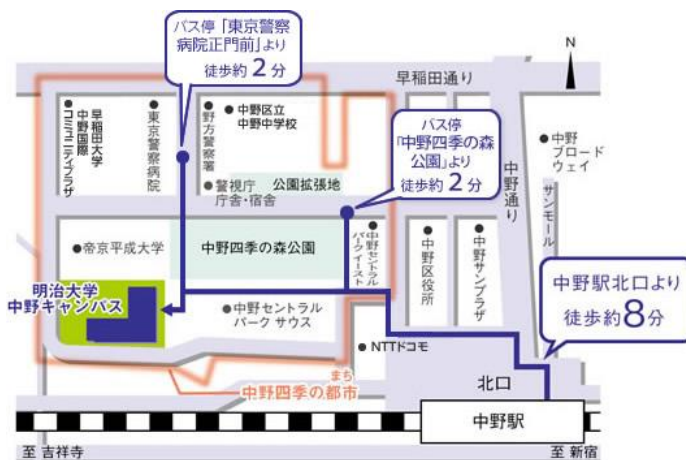 バス停「東京警察
病院正門前」より
徒歩約2分
早稲田通り
N
早稲田大学
中野国際
コミュニティプラザ
東京警察病院
野方警察署
中野区立
中野中学校
バス停
「中野四季の森
公園」より
徒歩約2分
中野通り
中野
ブロード
ウェイ
サンモール
警視庁
庁舎・宿舎
公園拡張地
帝京平成大学
中野四季の森公園
中野セントラル
パークイースト
中野区役所
中野サンプラザ
明治大学
中野キャンパス
中野セントラル
パーク サウス
中野駅北口より
徒歩約8分
NTTドコモ
北口
まち
中野四季の都市
中野駅
至 吉祥寺
至 新宿